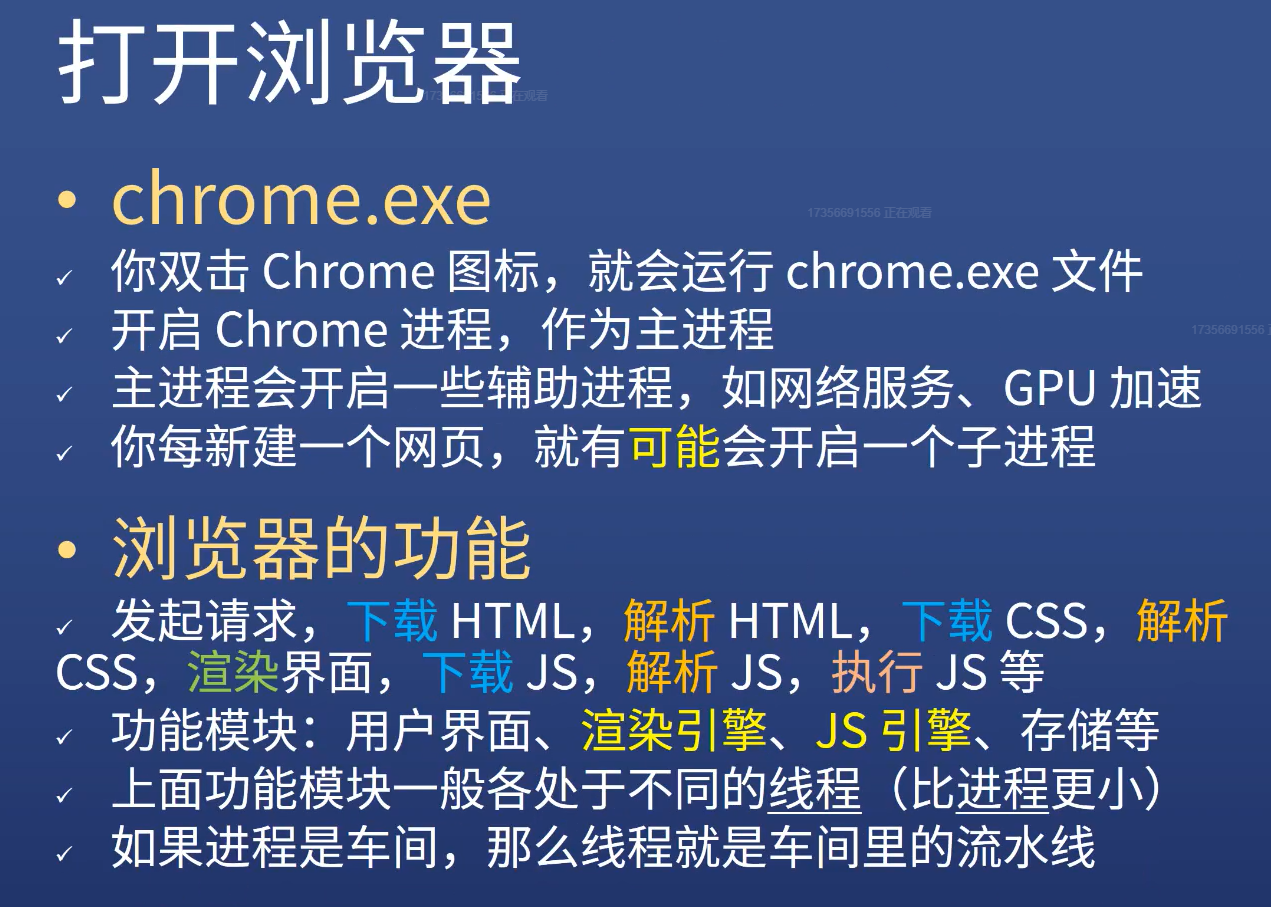 打开浏览器
17356691556 正在观看
• chrome.exe
17356691556 正在观看
✓ 你双击 Chrome 图标，就会运行 chrome.exe 文件
✓ 开启 Chrome 进程，作为主进程
17356691556
✓ 主进程会开启一些辅助进程，如网络服务、GPU 加速
✓ 你每新建一个网页，就有可能会开启一个子进程
• 浏览器的功能
✓ 发起请求，下载 HTML，解析 HTML，下载 CSS，解析
CSS，渲染界面，下载 JS，解析 JS，执行 JS 等
✓ 功能模块：用户界面、渲染引擎、JS 引擎、存储等
✓ 上面功能模块一般各处于不同的线程（比进程更小）
✓ 如果进程是车间，那么线程就是车间里的流水线